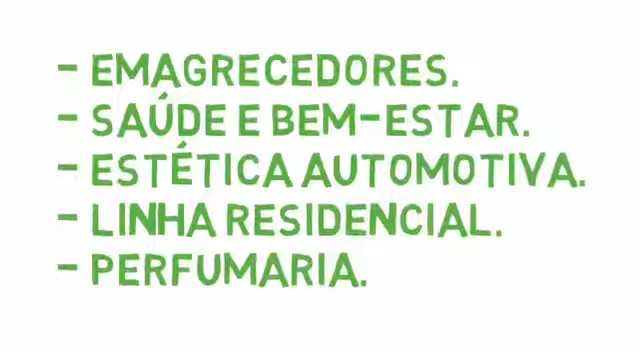 - EMAGRECEDORES.
- SAÚDE E BEM-ESTAR.
- ESTÉTICA AUTOMOTIVA.
- LINHA RESIDENCIAL.
- PERFUMARIA.